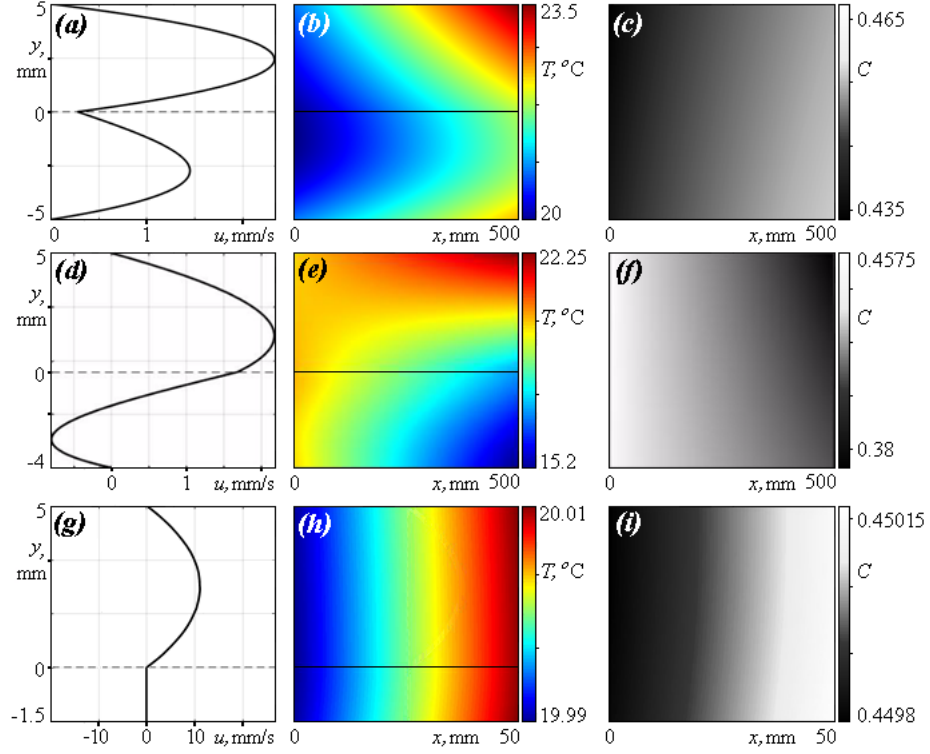 5 (a) (b) 23.5 (c) 0.465
y, mm T, °C C
0
-5 20 0.435
0 1 u, mm/s 0 x, mm 500 0 500
5 (d) (e) 22.25 (f) 0.4575
y, mm T, °C C
0
-4 15.2 0.38
0 1 u, mm/s 0 x, mm 500 0 x, mm 500
5 (g) (h) 20.01 (i) 0.45015
y, mm T, °C C
0
-1.5 19.99 0.4498
-10 0 10 u, mm/s 0 x, mm 50 0 x, mm 50